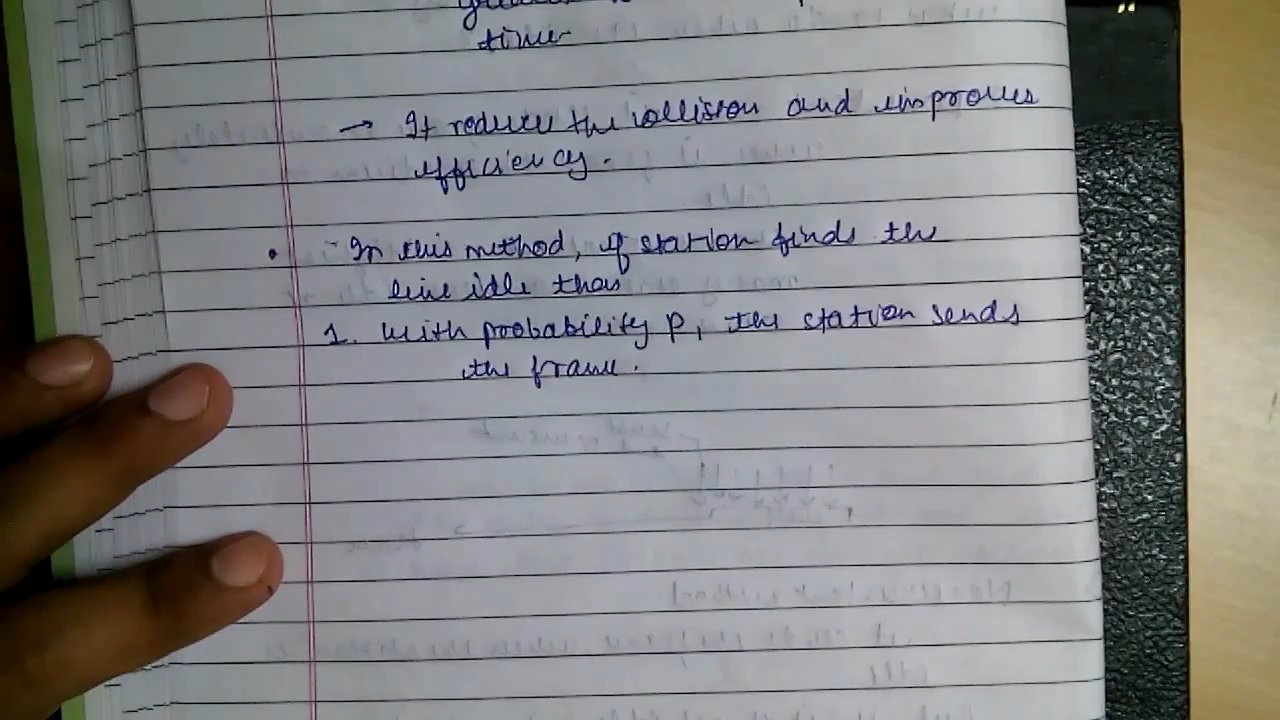 time
→ It reduce the collision and improves
efficiency.
• In this method, if station finds the
line idle than
1. With probability P, the station sends
the frame.